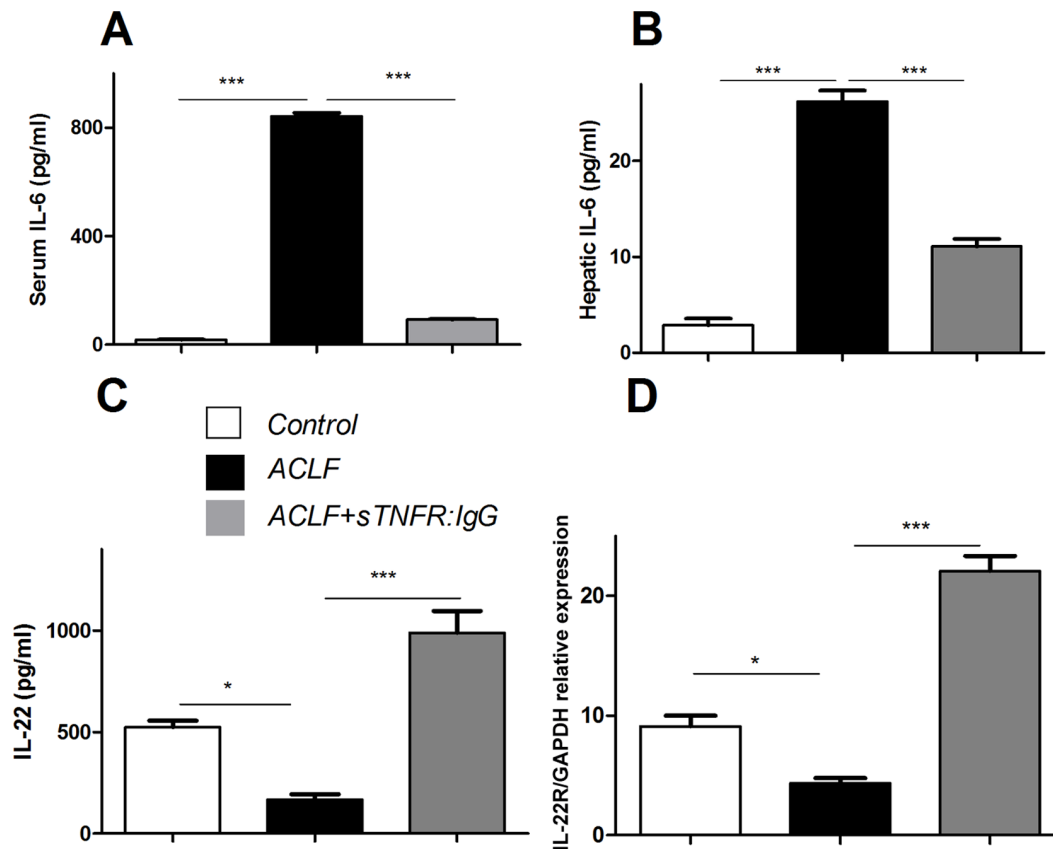 A
Serum IL-6 (pg/ml)
800
400
0
***
***
B
Hepatic IL-6 (pg/ml)
20
10
0
***
***
C
Control
ACLF
ACLF+sTNFR:IgG
IL-22 (pg/ml)
1000
500
0
*
***
D
IL-22R/GAPDH relative expression
20
10
0
*
***